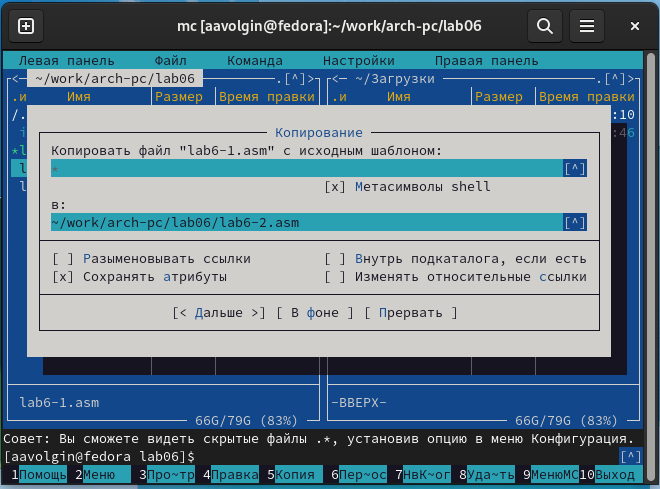 mc [aavolgin@fedora]:~/work/arch-pc/lab06
Левая панель Файл Команда Настройки Правая панель
~/work/arch-pc/lab06 .[^]> <— ~/Загрузки .[^]>
.и Имя Размер Время правки .и Имя Размер Время правки
/. :10
:46
Копирование
Копировать файл "lab6-1.asm" с исходным шаблоном:
* [^]
[x] Метасимволы shell
в:
~/work/arch-pc/lab06/lab6-2.asm [^]
[ ] Разыменовывать ссылки [ ] Внутрь подкаталога, если есть
[x] Сохранять атрибуты [ ] Изменять относительные ссылки
[< Дальше >] [ В фоне ] [ Прервать ]
lab6-1.asm -ВВЕРХ-
66G/79G (83%) 66G/79G (83%)
Совет: Вы сможете видеть скрытые файлы .*, установив опцию в меню Конфигурация.
[aavolgin@fedora lab06]$ [^]
1Помощь 2Меню 3Про~тр 4Правка 5Копия 6Пер~ос 7НвК~ог 8Уда~ть 9МенюMC 10Выход